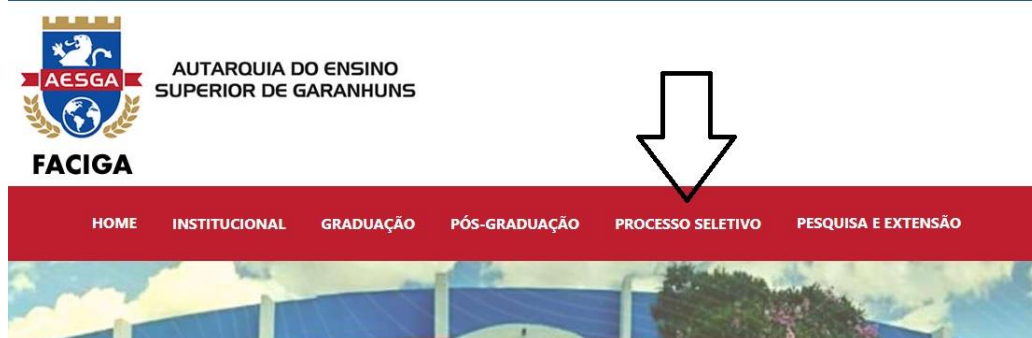 AESGA
FACIGA
AUTARQUIA DO ENSINO
SUPERIOR DE GARANHUNS
HOME INSTITUCIONAL GRADUAÇÃO PÓS-GRADUAÇÃO PROCESSO SELETIVO PESQUISA E EXTENSÃO